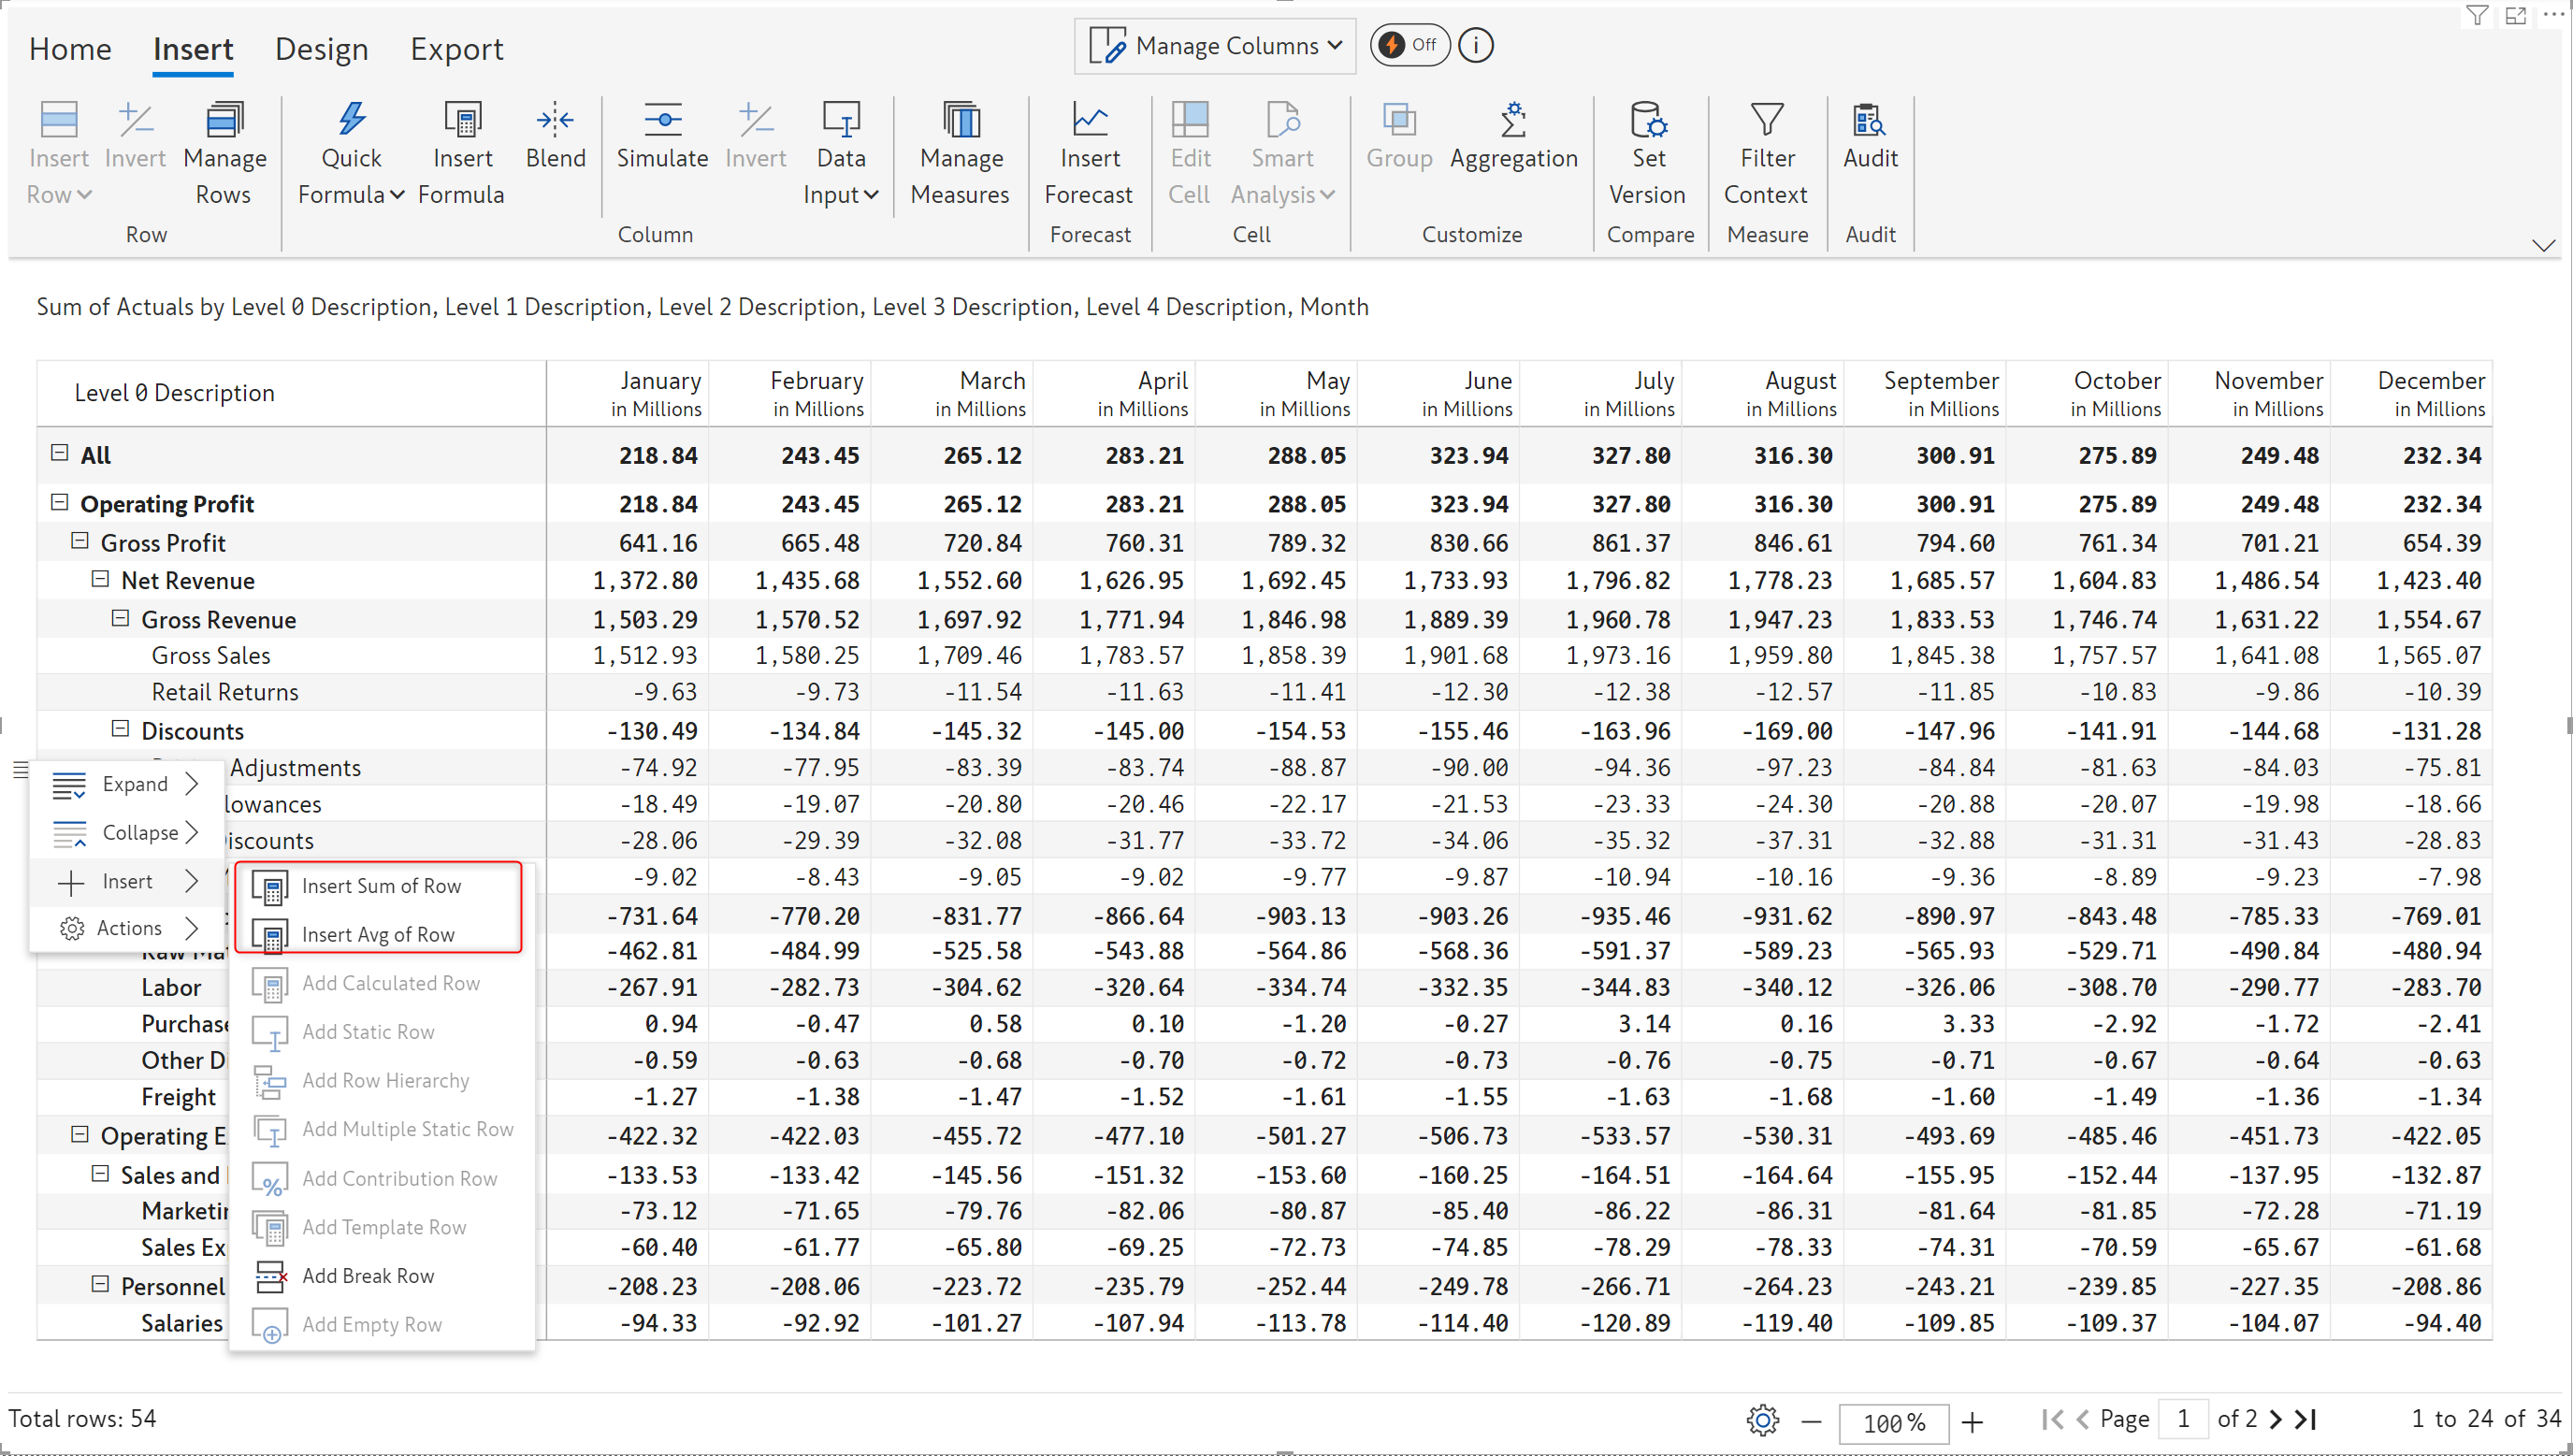 Home Insert Design Export Manage Columns Off i
Insert Row Invert Manage Rows Quick Formula Insert Formula Blend Simulate Invert Data Input Manage Measures Insert Forecast Edit Cell Smart Analysis Group Aggregation Set Version Filter Context Audit
Row Column Forecast Cell Customize Compare Measure Audit
Sum of Actuals by Level 0 Description, Level 1 Description, Level 2 Description, Level 3 Description, Level 4 Description, Month
Level 0 Description January February March April May June July August September October November December
in Millions in Millions in Millions in Millions in Millions in Millions in Millions in Millions in Millions in Millions in Millions in Millions
All 218.84 243.45 265.12 283.21 288.05 323.94 327.80 316.30 300.91 275.89 249.48 232.34
Operating Profit 218.84 243.45 265.12 283.21 288.05 323.94 327.80 316.30 300.91 275.89 249.48 232.34
Gross Profit 641.16 665.48 720.84 760.31 789.32 830.66 861.37 846.61 794.60 761.34 701.21 654.39
Net Revenue 1,372.80 1,435.68 1,552.60 1,626.95 1,692.45 1,733.93 1,796.82 1,778.23 1,685.57 1,604.83 1,486.54 1,423.40
Gross Revenue 1,503.29 1,570.52 1,697.92 1,771.94 1,846.98 1,889.39 1,960.78 1,947.23 1,833.53 1,746.74 1,631.22 1,554.67
Gross Sales 1,512.93 1,580.25 1,709.46 1,783.57 1,858.39 1,901.68 1,973.16 1,959.80 1,845.38 1,757.57 1,641.08 1,565.07
Retail Returns -9.63 -9.73 -11.54 -11.63 -11.41 -12.30 -12.38 -12.57 -11.85 -10.83 -9.86 -10.39
Discounts -130.49 -134.84 -145.32 -145.00 -154.53 -155.46 -163.96 -169.00 -147.96 -141.91 -144.68 -131.28
Adjustments -74.92 -77.95 -83.39 -83.74 -88.87 -90.00 -94.36 -97.23 -84.84 -81.63 -84.03 -75.81
Expand
lowances -18.49 -19.07 -20.80 -20.46 -22.17 -21.53 -23.33 -24.30 -20.88 -20.07 -19.98 -18.66
Collapse
iscounts -28.06 -29.39 -32.08 -31.77 -33.72 -34.06 -35.32 -37.31 -32.88 -31.31 -31.43 -28.83
Insert
Insert Sum of Row -9.02 -8.43 -9.05 -9.02 -9.77 -9.87 -10.94 -10.16 -9.36 -8.89 -9.23 -7.98
Actions
Insert Avg of Row -731.64 -770.20 -831.77 -866.64 -903.13 -903.26 -935.46 -931.62 -890.97 -843.48 -785.33 -769.01
-462.81 -484.99 -525.58 -543.88 -564.86 -568.36 -591.37 -589.23 -565.93 -529.71 -490.84 -480.94
Labor Add Calculated Row -267.91 -282.73 -304.62 -320.64 -334.74 -332.35 -344.83 -340.12 -326.06 -308.70 -290.77 -283.70
Purchase Add Static Row 0.94 -0.47 0.58 0.10 -1.20 -0.27 3.14 0.16 3.33 -2.92 -1.72 -2.41
Other Di Add Row Hierarchy -0.59 -0.63 -0.68 -0.70 -0.72 -0.73 -0.76 -0.75 -0.71 -0.67 -0.64 -0.63
Freight -1.27 -1.38 -1.47 -1.52 -1.61 -1.55 -1.63 -1.68 -1.60 -1.49 -1.36 -1.34
Operating E Add Multiple Static Row -422.32 -422.03 -455.72 -477.10 -501.27 -506.73 -533.57 -530.31 -493.69 -485.46 -451.73 -422.05
Sales and Add Contribution Row -133.53 -133.42 -145.56 -151.32 -153.60 -160.25 -164.51 -164.64 -155.95 -152.44 -137.95 -132.87
Marketin Add Template Row -73.12 -71.65 -79.76 -82.06 -80.87 -85.40 -86.22 -86.31 -81.64 -81.85 -72.28 -71.19
Sales Ex -60.40 -61.77 -65.80 -69.25 -72.73 -74.85 -78.29 -78.33 -74.31 -70.59 -65.67 -61.68
Personnel Add Break Row -208.23 -208.06 -223.72 -235.79 -252.44 -249.78 -266.71 -264.23 -243.21 -239.85 -227.35 -208.86
Salaries Add Empty Row -94.33 -92.92 -101.27 -107.94 -113.78 -114.40 -120.89 -119.40 -109.85 -109.37 -104.07 -94.40
Total rows: 54 100 % Page 1 of 2 1 to 24 of 34